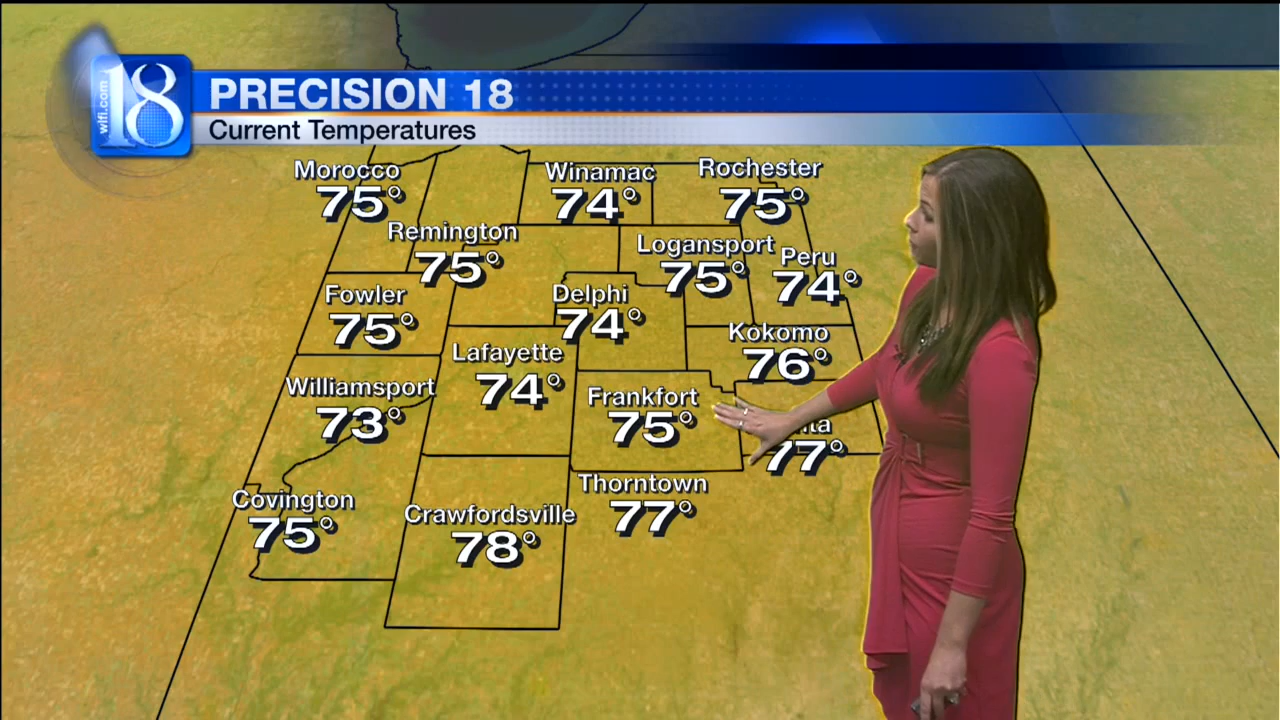 wlfi.com
18
PRECISION 18
Current Temperatures
Morocco
75°
Winamac
74°
Rochester
75°
Remington
75°
Logansport
75°
Peru
74°
Fowler
75°
Delphi
74°
Kokomo
76°
Lafayette
74°
Williamsport
73°
Frankfort
75°
77°
Covington
75°
Crawfordsville
78°
Thorntown
77°